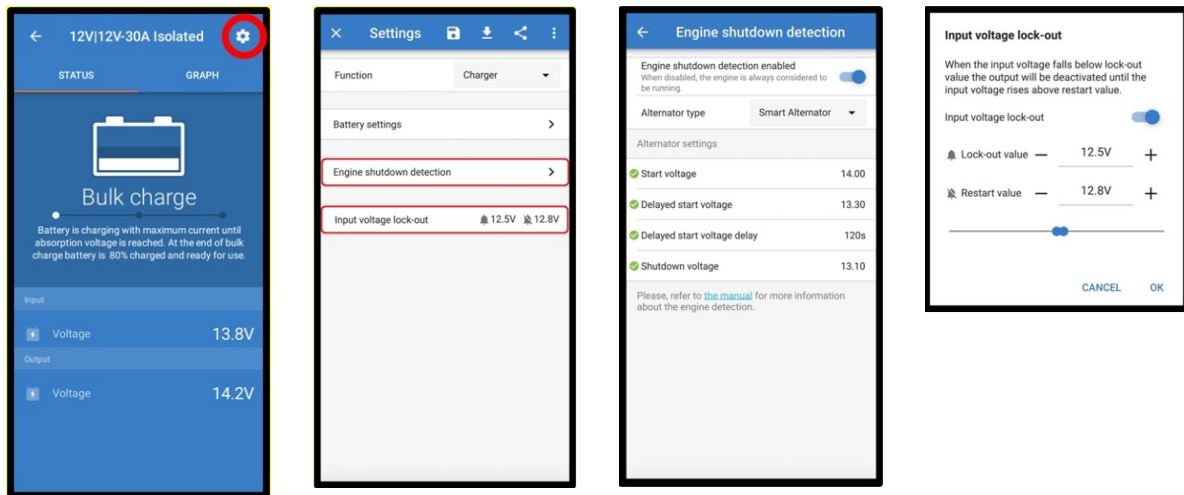 12V|12V-30A Isolated
STATUS
GRAPH
Bulk charge
Battery is charging with maximum current until
absorption voltage is reached. At the end of bulk
charge battery is 80% charged and ready for use.
Input
Voltage 13.8V
Output
Voltage 14.2V
Settings
Function Charger
Battery settings
Engine shutdown detection
Input voltage lock-out 12.5V 12.8V
Engine shutdown detection
Engine shutdown detection enabled
When disabled, the engine is always considered to
be running.
Alternator type Smart Alternator
Alternator settings
Start voltage 14.00
Delayed start voltage 13.30
Delayed start voltage delay 120s
Shutdown voltage 13.10
Please, refer to the manual for more information
about the engine detection.
Input voltage lock-out
When the input voltage falls below lock-out
value the output will be deactivated until the
input voltage rises above restart value.
Input voltage lock-out
Lock-out value — 12.5V +
Restart value — 12.8V +
CANCEL OK